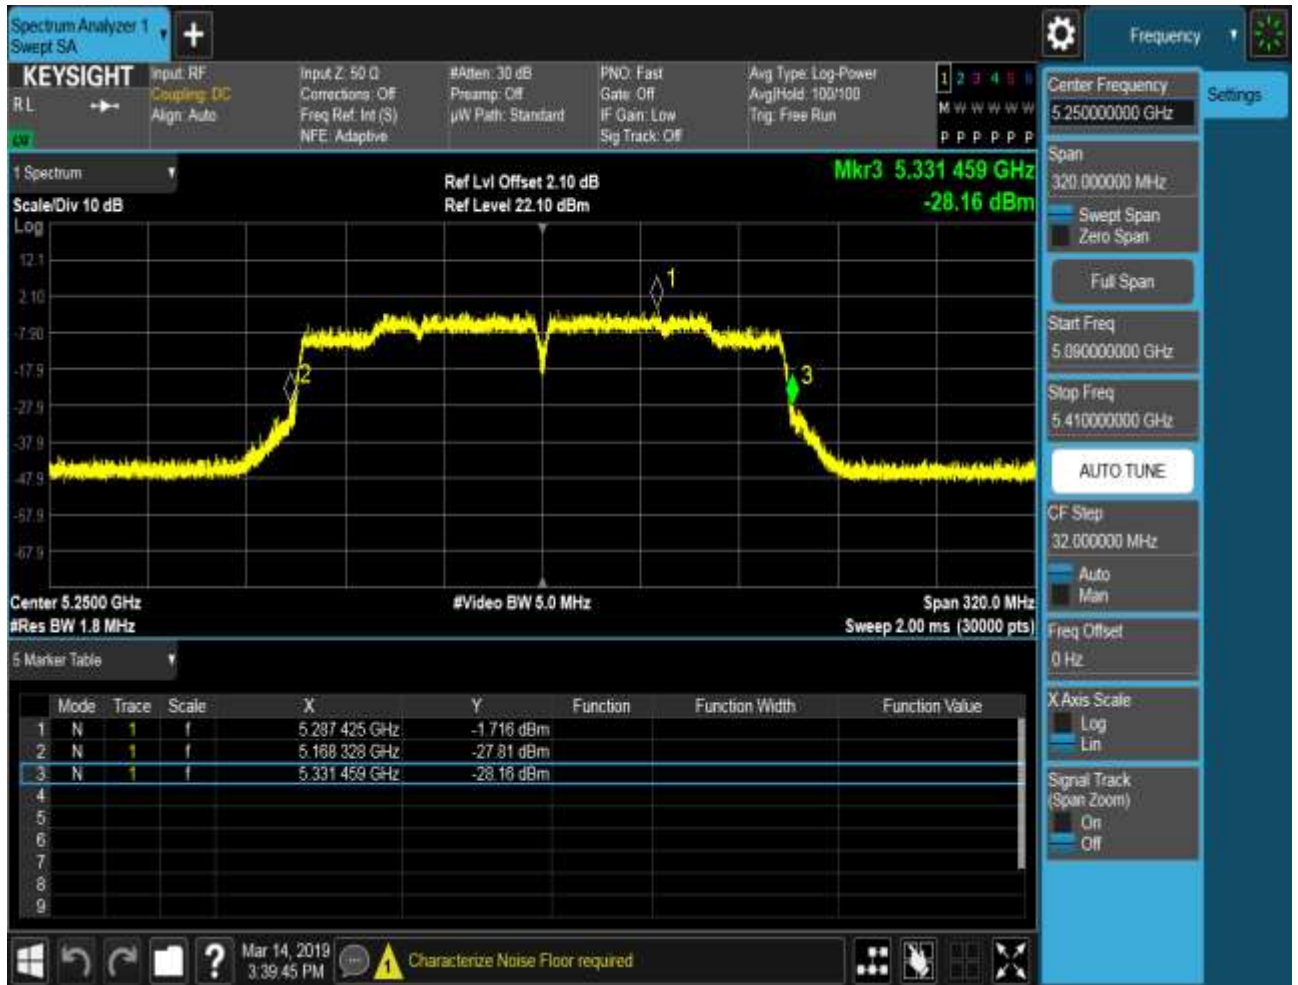 Spectrum Analyzer 1
Swept SA
Frequency
KEYSIGHT
RL
Input: RF
Coupling: DC
Align: Auto
Input Z: 50 Ω
Corrections: Off
Freq Ref: Int (S)
NFE: Adaptive
#Atten: 30 dB
Preamp: Off
µW Path: Standard
PNO: Fast
Gate: Off
IF Gain: Low
Sig Track: Off
Avg Type: Log-Power
Avg|Hold: 100/100
Trig: Free Run
1 2 3 4 5 6
M W W W W W
P P P P P P
1 Spectrum
Scale/Div 10 dB
Ref Lvl Offset 2.10 dB
Ref Level 22.10 dBm
Mkr3 5.331 459 GHz
-28.16 dBm
Log
12.1
2.10
-7.90
-17.9
-27.9
-37.9
-47.9
-57.9
-67.9
1
2
3
Center 5.2500 GHz
#Video BW 5.0 MHz
Span 320.0 MHz
#Res BW 1.8 MHz
Sweep 2.00 ms (30000 pts)
5 Marker Table
Mode Trace Scale X Y Function Function Width Function Value
1 N 1 f 5.287 425 GHz -1.716 dBm
2 N 1 f 5.168 328 GHz -27.81 dBm
3 N 1 f 5.331 459 GHz -28.16 dBm
4
5
6
7
8
9
Mar 14, 2019
3:39:45 PM
Characterize Noise Floor required
Center Frequency
5.250000000 GHz
Settings
Span
320.000000 MHz
Swept Span
Zero Span
Full Span
Start Freq
5.090000000 GHz
Stop Freq
5.410000000 GHz
AUTO TUNE
CF Step
32.000000 MHz
Auto
Man
Freq Offset
0 Hz
X Axis Scale
Log
Lin
Signal Track
(Span Zoom)
On
Off